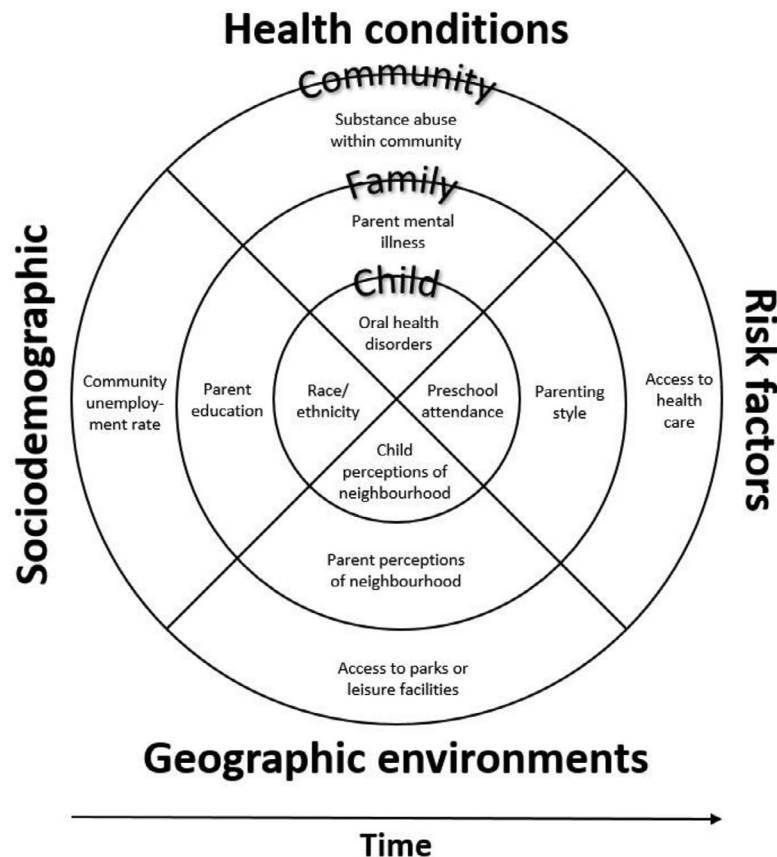 Health conditions
Community
Substance abuse
within community
Family
Parent mental
illness
Child
Oral health
disorders
Sociodemographic
Community
unemploy-
ment rate
Parent
education
Race/
ethnicity
Preschool
attendance
Parenting
style
Access to
health
care
Risk factors
Child
perceptions of
neighbourhood
Parent perceptions
of neighbourhood
Access to parks or
leisure facilities
Geographic environments
Time